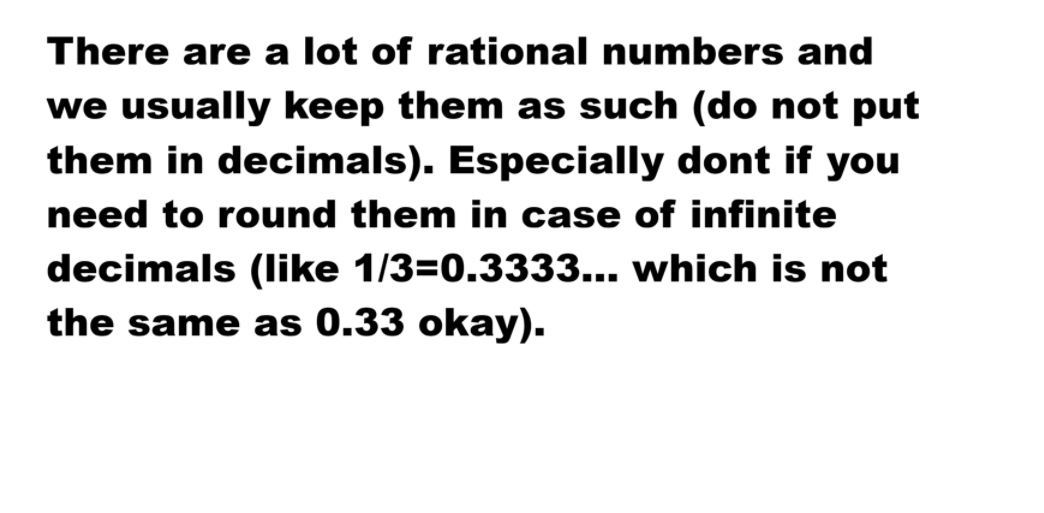 There are a lot of rational numbers and
we usually keep them as such (do not put
them in decimals). Especially dont if you
need to round them in case of infinite
decimals (like 1/3=0.3333... which is not
the same as 0.33 okay).